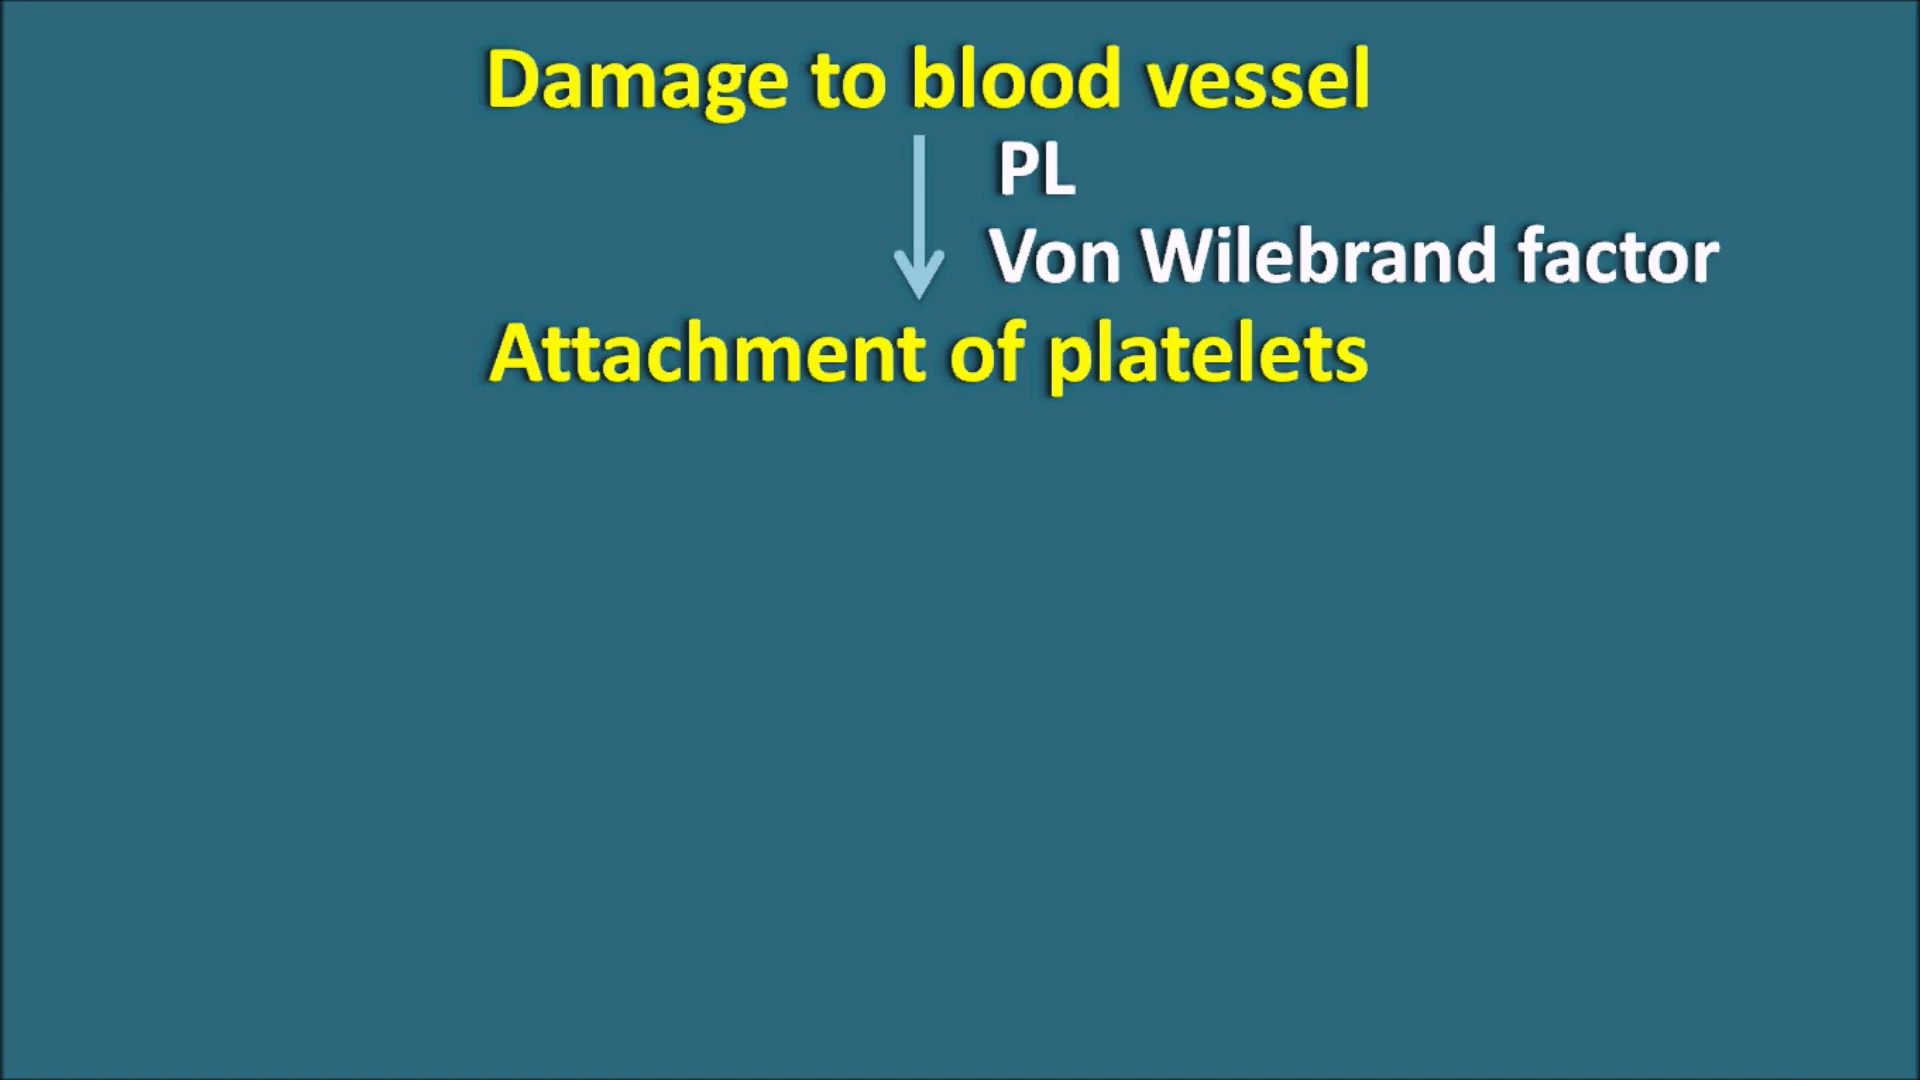 Damage to blood vessel
PL
Von Wilebrand factor
Attachment of platelets